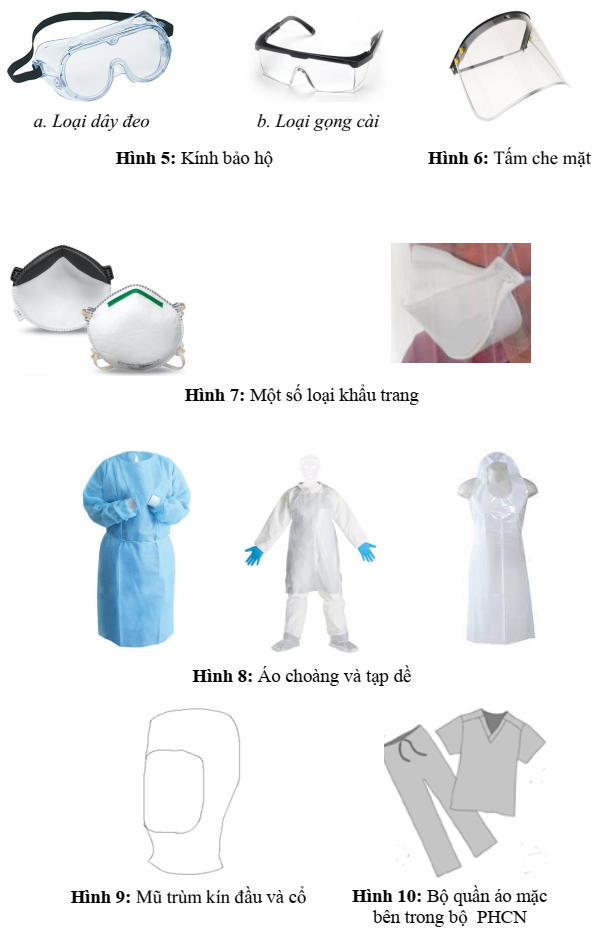 a. Loại dây đeo
b. Loại gọng cài
Hình 5: Kính bảo hộ
Hình 6: Tấm che mặt
Hình 7: Một số loại khẩu trang
Hình 8: Áo choàng và tạp dề
Hình 9: Mũ trùm kín đầu và cổ
Hình 10: Bộ quần áo mặc
bên trong bộ PHCN